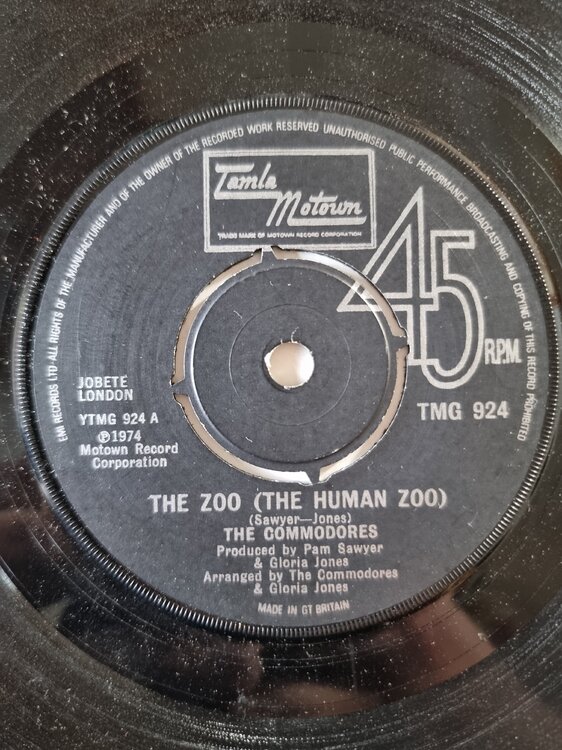 EMI RECORDS LTD-ALL RIGHTS OF THE MANUFACTURER AND OF THE OWNER OF THE RECORDED WORK RESERVED UNAUTHORISED PUBLIC PERFORMANCE BROADCASTING AND COPYING OF THIS RECORD PROHIBITED
Tamla
Motown
TRADE MARK OF MOTOWN RECORD CORPORATION
45
R.P.M.
JOBETE
LONDON
YTMG 924 A
Ⓟ1974
Motown Record
Corporation
TMG 924
THE ZOO (THE HUMAN ZOO)
(Sawyer—Jones)
THE COMMODORES
Produced by Pam Sawyer
& Gloria Jones
Arranged by The Commodores
& Gloria Jones
MADE IN GT BRITAIN